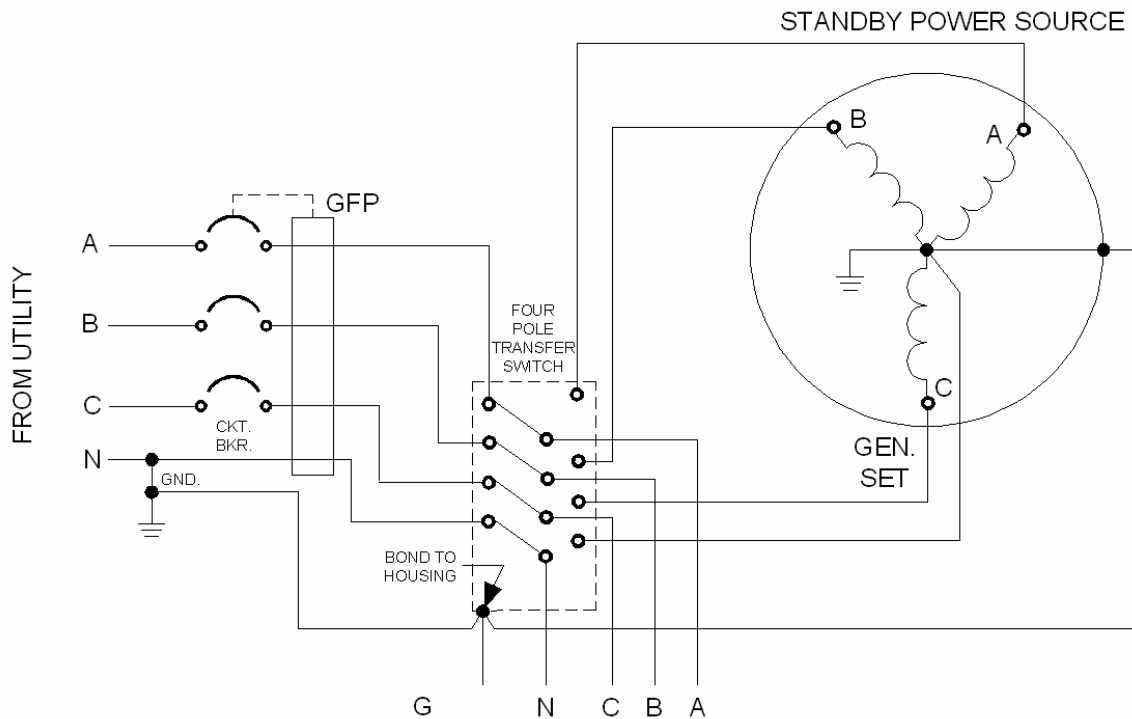 STANDBY POWER SOURCE
B
A
GFP
A
FROM UTILITY
B
FOUR
POLE
TRANSFER
SWITCH
C
CKT.
BKR.
C
GEN.
SET
N
GND.
BOND TO
HOUSING
G N C B A